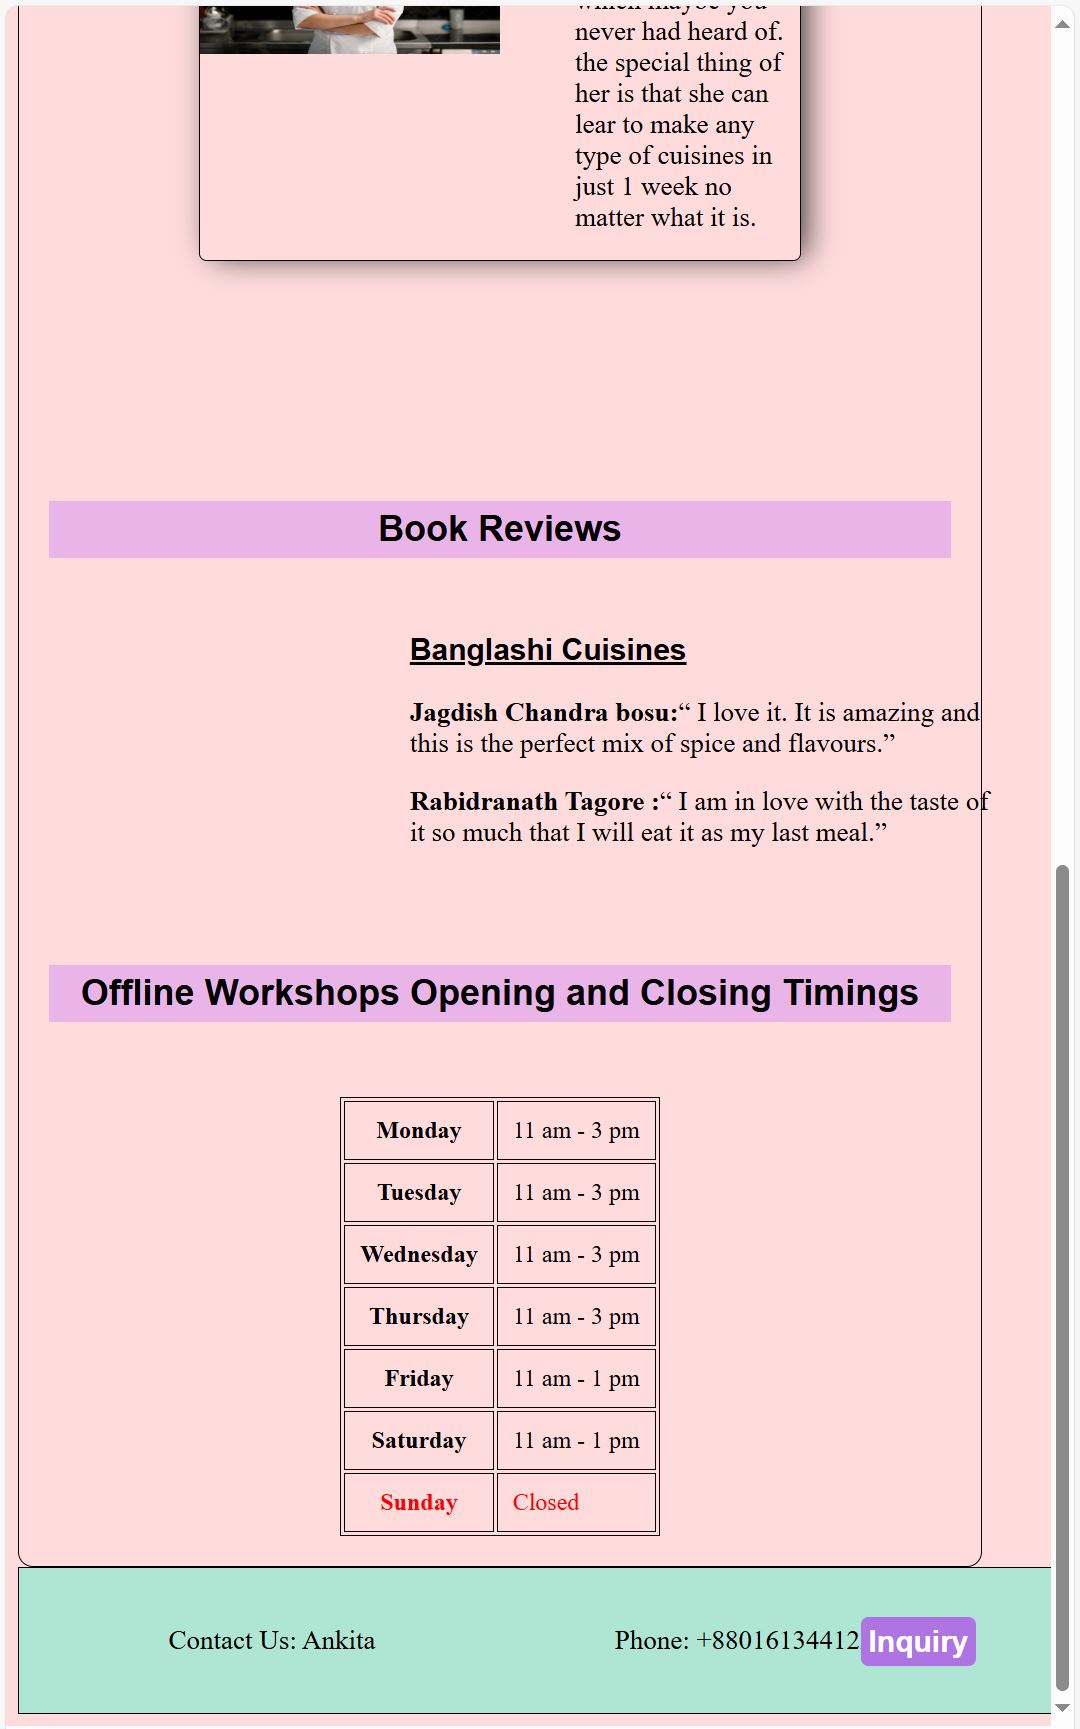 which maybe you
never had heard of.
the special thing of
her is that she can
lear to make any
type of cuisines in
just 1 week no
matter what it is.
Book Reviews
Banglashi Cuisines
Jagdish Chandra bosu:“ I love it. It is amazing and
this is the perfect mix of spice and flavours.”
Rabidranath Tagore :“ I am in love with the taste of
it so much that I will eat it as my last meal.”
Offline Workshops Opening and Closing Timings
Monday 11 am - 3 pm
Tuesday 11 am - 3 pm
Wednesday 11 am - 3 pm
Thursday 11 am - 3 pm
Friday 11 am - 1 pm
Saturday 11 am - 1 pm
Sunday Closed
Contact Us: Ankita Phone: +88016134412 Inquiry